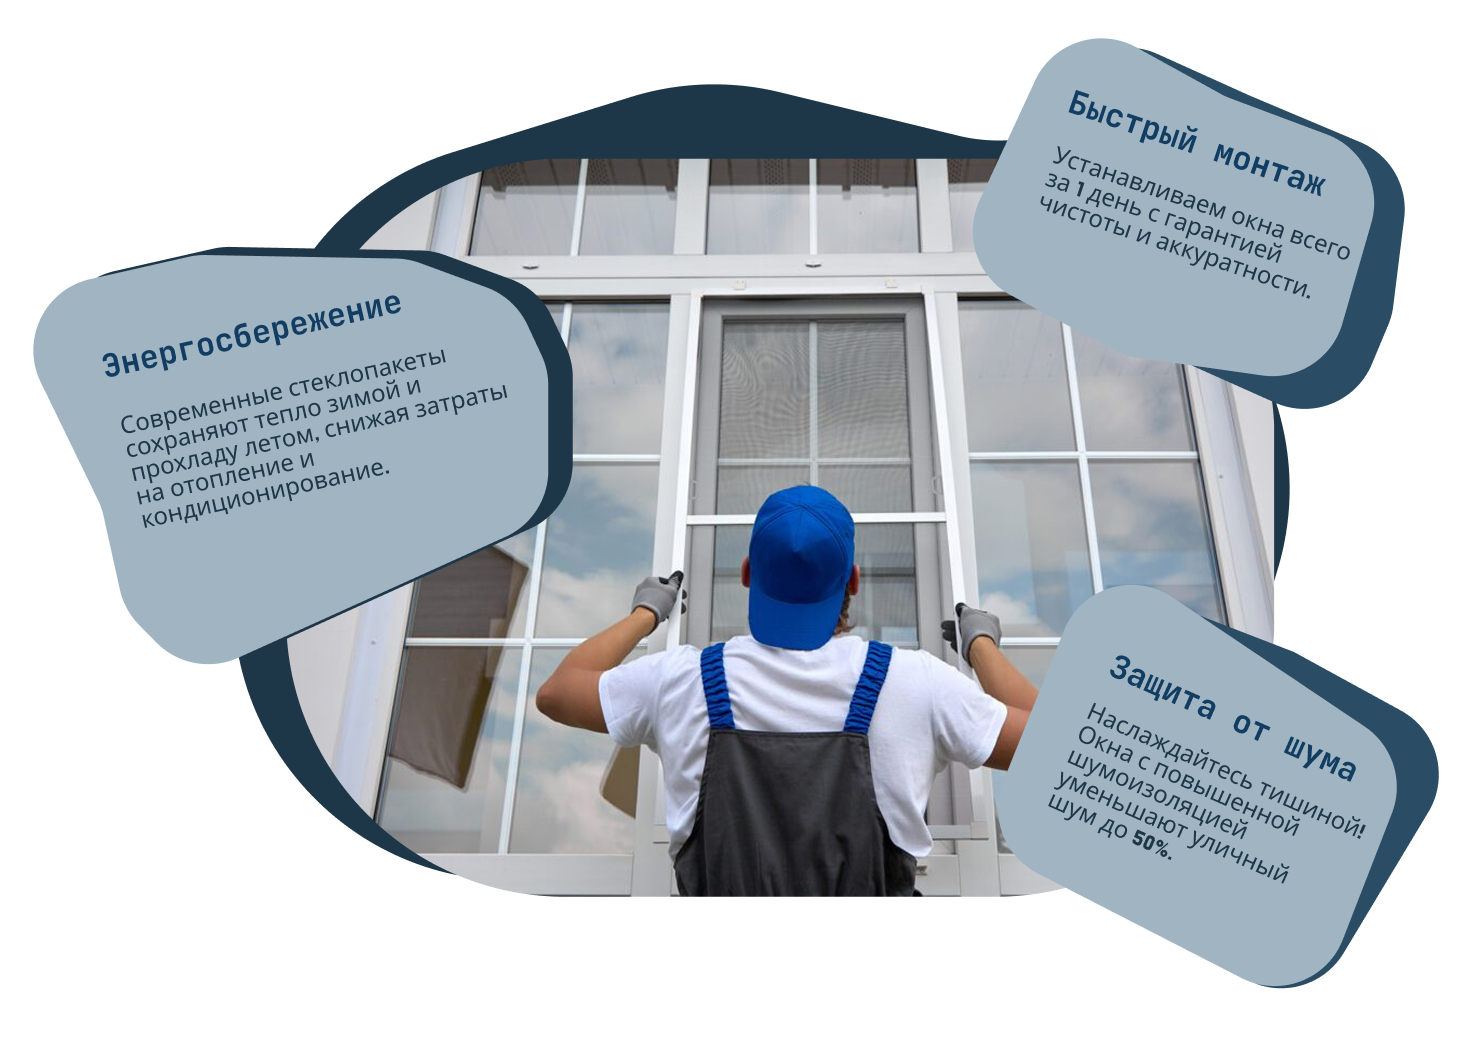 Быстрый монтаж
Устанавливаем окна всего
за 1 день с гарантией
чистоты и аккуратности.
Энергосбережение
Современные стеклопакеты
сохраняют тепло зимой и
прохладу летом, снижая затраты
на отопление и
кондиционирование.
Защита от шума
Наслаждайтесь тишиной!
Окна с повышенной
шумоизоляцией
уменьшают уличный
шум до 50%.